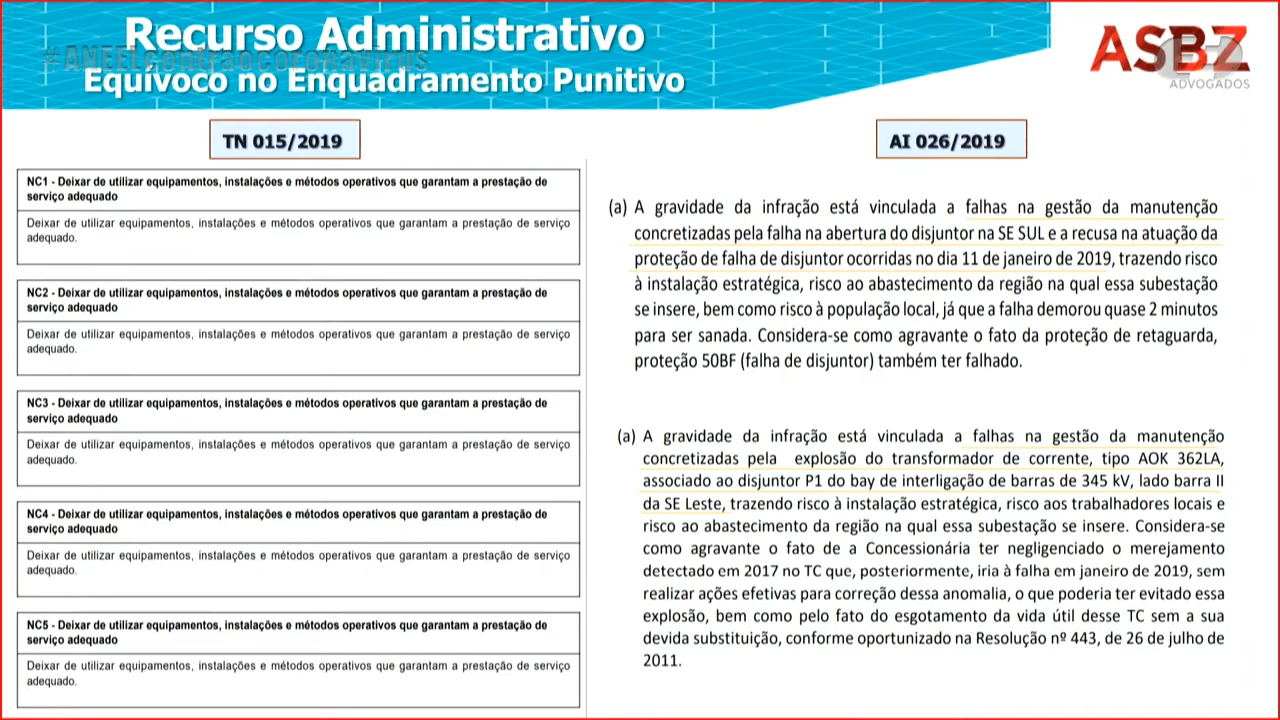 Recurso Administrativo
#ANEELcontraocoronavírus
Equívoco no Enquadramento Punitivo
ASBZ
ADVOGADOS
TN 015/2019
NC1 - Deixar de utilizar equipamentos, instalações e métodos operativos que garantam a prestação de
serviço adequado
Deixar de utilizar equipamentos, instalações e métodos operativos que garantam a prestação de serviço
adequado.
NC2 - Deixar de utilizar equipamentos, instalações e métodos operativos que garantam a prestação de
serviço adequado
Deixar de utilizar equipamentos, instalações e métodos operativos que garantam a prestação de serviço
adequado.
NC3 - Deixar de utilizar equipamentos, instalações e métodos operativos que garantam a prestação de
serviço adequado
Deixar de utilizar equipamentos, instalações e métodos operativos que garantam a prestação de serviço
adequado.
NC4 - Deixar de utilizar equipamentos, instalações e métodos operativos que garantam a prestação de
serviço adequado
Deixar de utilizar equipamentos, instalações e métodos operativos que garantam a prestação de serviço
adequado.
NC5 - Deixar de utilizar equipamentos, instalações e métodos operativos que garantam a prestação de
serviço adequado
Deixar de utilizar equipamentos, instalações e métodos operativos que garantam a prestação de serviço
adequado.
AI 026/2019
(a) A gravidade da infração está vinculada a falhas na gestão da manutenção
concretizadas pela falha na abertura do disjuntor na SE SUL e a recusa na atuação da
proteção de falha de disjuntor ocorridas no dia 11 de janeiro de 2019, trazendo risco
à instalação estratégica, risco ao abastecimento da região na qual essa subestação
se insere, bem como risco à população local, já que a falha demorou quase 2 minutos
para ser sanada. Considera-se como agravante o fato da proteção de retaguarda,
proteção 50BF (falha de disjuntor) também ter falhado.
(a) A gravidade da infração está vinculada a falhas na gestão da manutenção
concretizadas pela explosão do transformador de corrente, tipo AOK 362LA,
associado ao disjuntor P1 do bay de interligação de barras de 345 kV, lado barra II
da SE Leste, trazendo risco à instalação estratégica, risco aos trabalhadores locais e
risco ao abastecimento da região na qual essa subestação se insere. Considera-se
como agravante o fato de a Concessionária ter negligenciado o merejamento
detectado em 2017 no TC que, posteriormente, iria à falha em janeiro de 2019, sem
realizar ações efetivas para correção dessa anomalia, o que poderia ter evitado essa
explosão, bem como pelo fato do esgotamento da vida útil desse TC sem a sua
devida substituição, conforme oportunizado na Resolução nº 443, de 26 de julho de
2011.